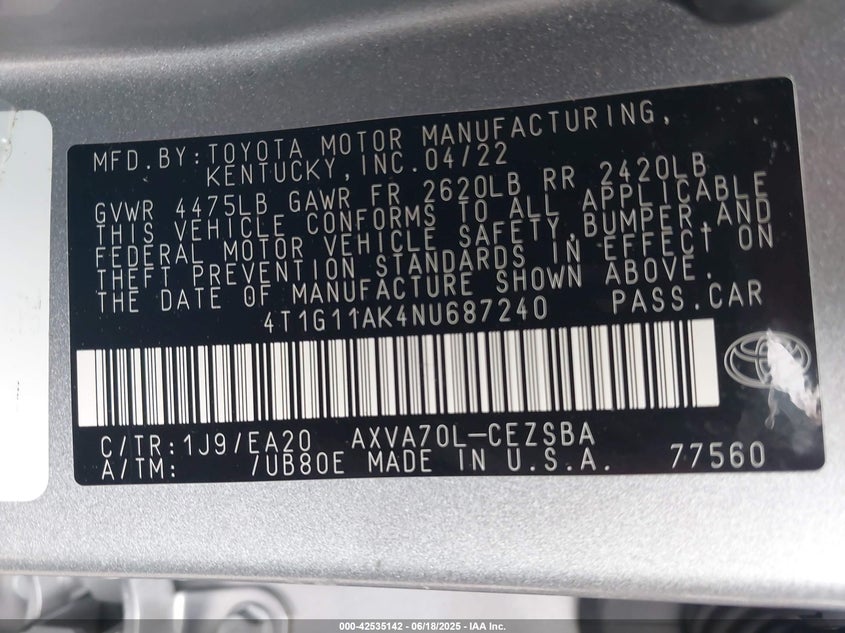 MFD.BY: TOYOTA MOTOR MANUFACTURING,
KENTUCKY, INC. 04/22
GVWR 4475LB GAWR FR 2620LB RR 2420LB
THIS VEHICLE CONFORMS TO ALL APPLICABLE
FEDERAL MOTOR VEHICLE SAFETY, BUMPER, AND
THEFT PREVENTION STANDARDS IN EFFECT ON
THE DATE OF MANUFACTURE SHOWN ABOVE.
4T1G11AK4NU687240 PASS.CAR
C/TR: 1J9/EA20 AXVA70L-CEZSBA
A/TM: /UB80E MADE IN U.S.A. 77560
000-42535142 06/18/2025 - IAA Inc.